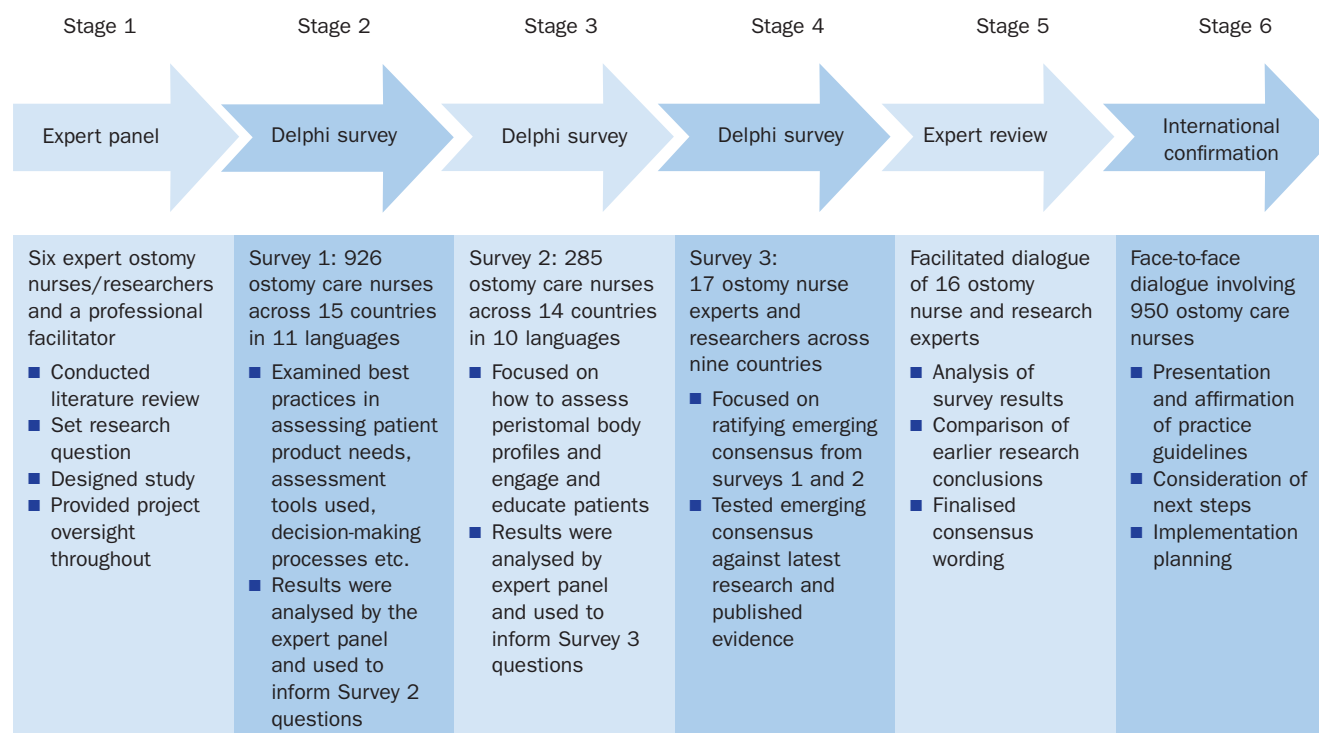 Stage 1
Stage 2
Stage 3
Stage 4
Stage 5
Stage 6
Expert panel
Delphi survey
Delphi survey
Delphi survey
Expert review
International
confirmation
Six expert ostomy
nurses/researchers
and a professional
facilitator
■ Conducted
literature review
■ Set research
question
■ Designed study
■ Provided project
oversight
throughout
Survey 1: 926
ostomy care nurses
across 15 countries
in 11 languages
■ Examined best
practices in
assessing patient
product needs,
assessment
tools used,
decision-making
processes etc.
■ Results were
analysed by the
expert panel
and used to
inform Survey 2
questions
Survey 2: 285
ostomy care nurses
across 14 countries
in 10 languages
■ Focused on
how to assess
peristomal body
profiles and
engage and
educate patients
■ Results were
analysed by
expert panel
and used to
inform Survey 3
questions
Survey 3:
17 ostomy nurse
experts and
researchers across
nine countries
■ Focused on
ratifying emerging
consensus from
surveys 1 and 2
■ Tested emerging
consensus
against latest
research and
published
evidence
Facilitated dialogue
of 16 ostomy
nurse and research
experts
■ Analysis of
survey results
■ Comparison of
earlier research
conclusions
■ Finalised
consensus
wording
Face-to-face
dialogue involving
950 ostomy care
nurses
■ Presentation
and affirmation
of practice
guidelines
■ Consideration of
next steps
■ Implementation
planning